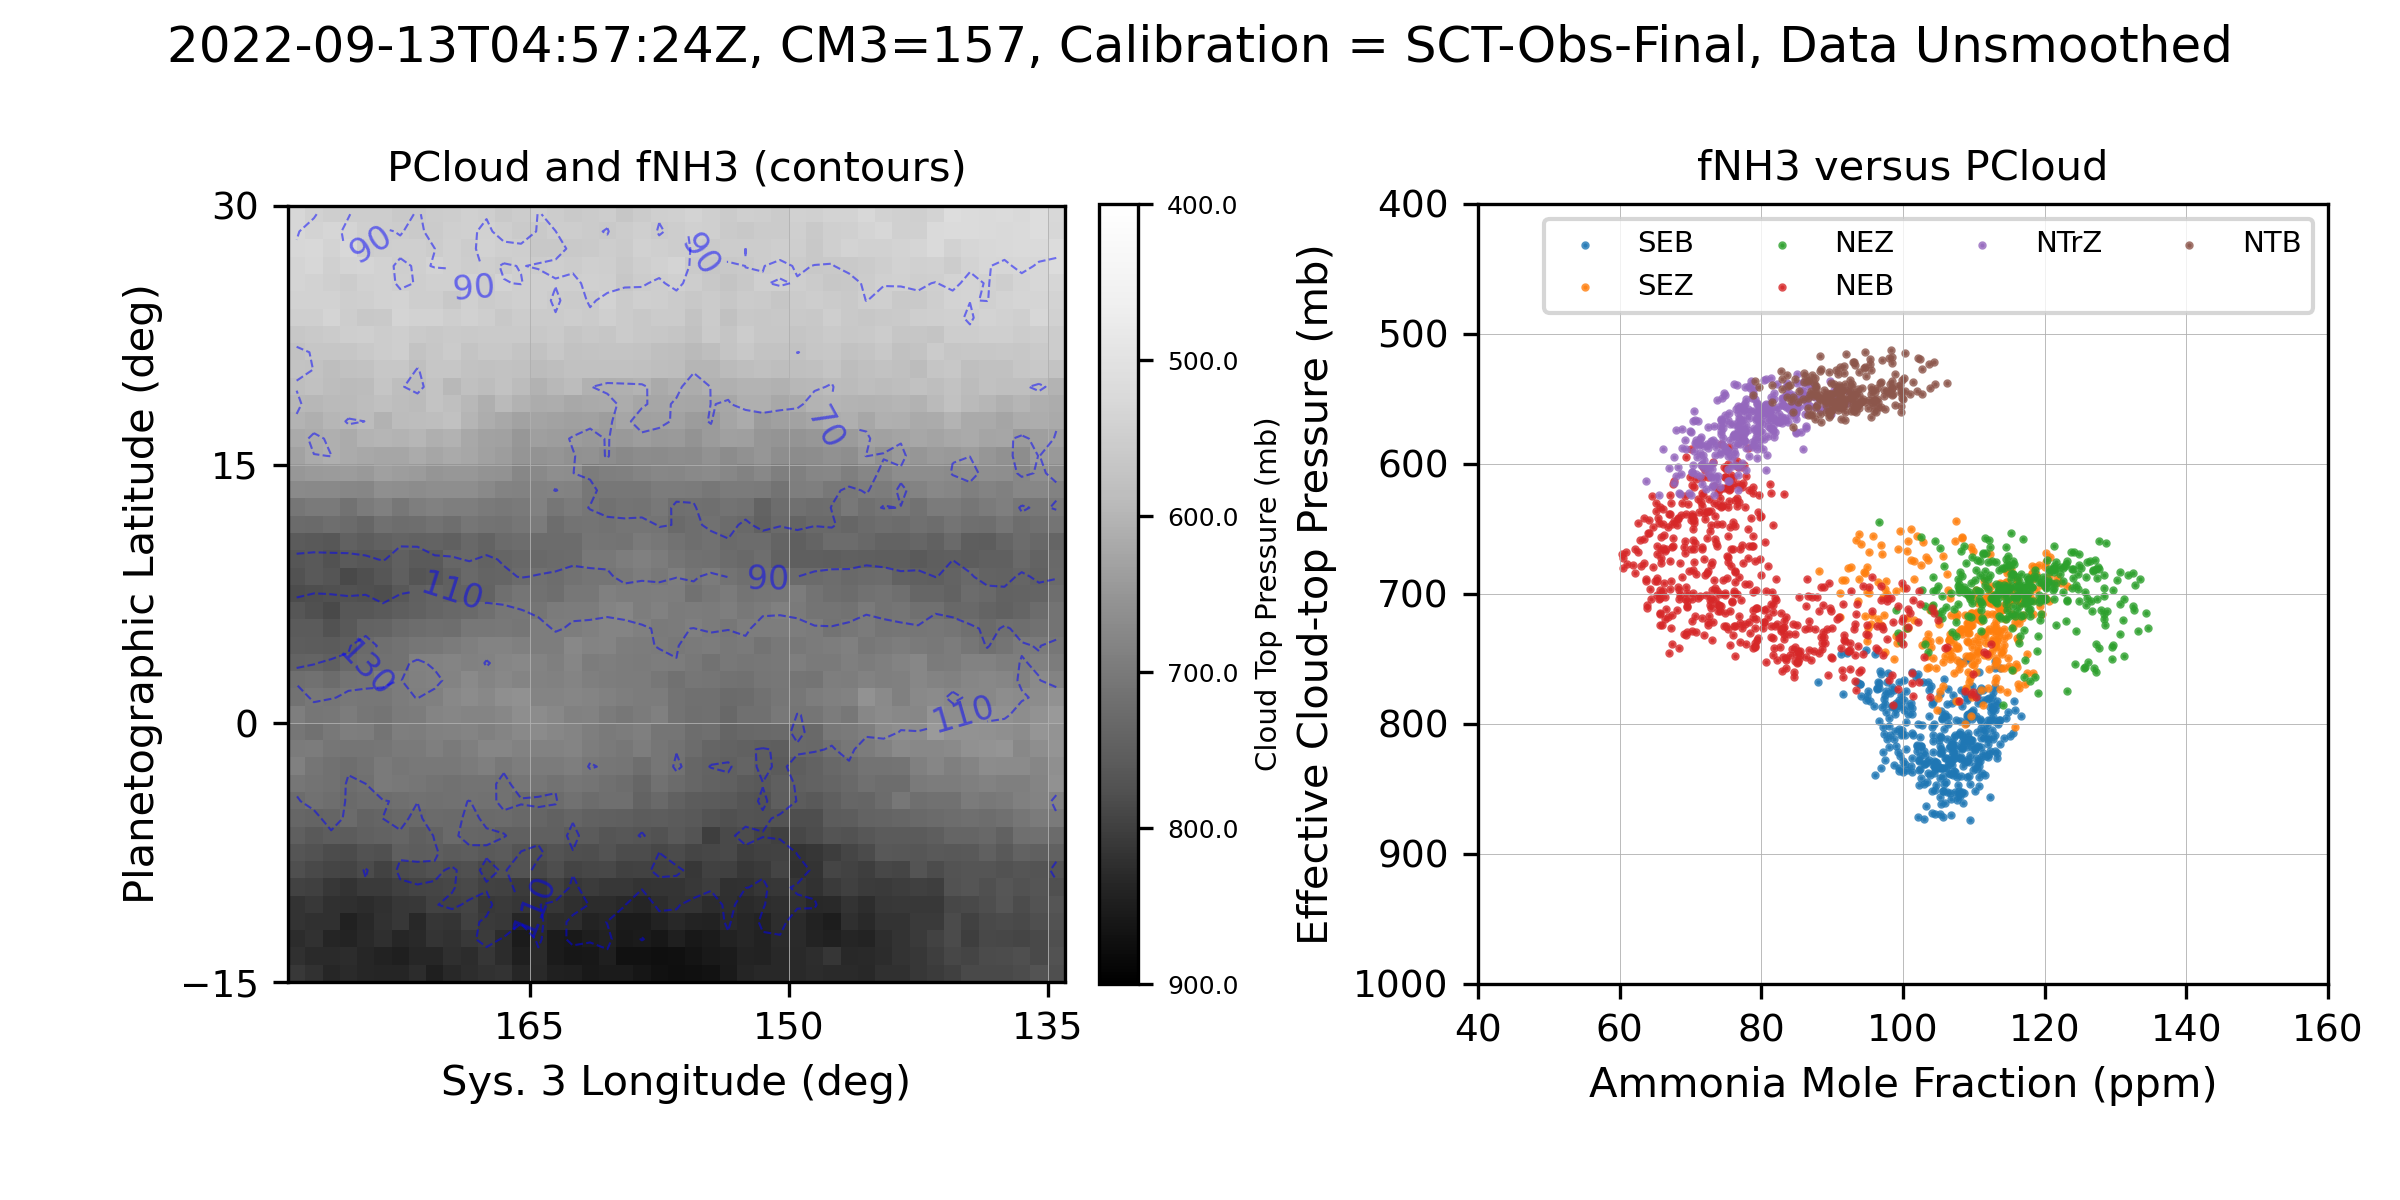 2022-09-13T04:57:24Z, CM3=157, Calibration = SCT-Obs-Final, Data Unsmoothed
PCloud and fNH3 (contours)
Planetographic Latitude (deg)
30
15
0
−15
90
90
90
70
110
90
130
110
110
165
150
135
Sys. 3 Longitude (deg)
400.0
500.0
600.0
700.0
800.0
900.0
Cloud Top Pressure (mb)
fNH3 versus PCloud
Effective Cloud-top Pressure (mb)
400
500
600
700
800
900
1000
SEB
SEZ
NEZ
NEB
NTrZ
NTB
40
60
80
100
120
140
160
Ammonia Mole Fraction (ppm)